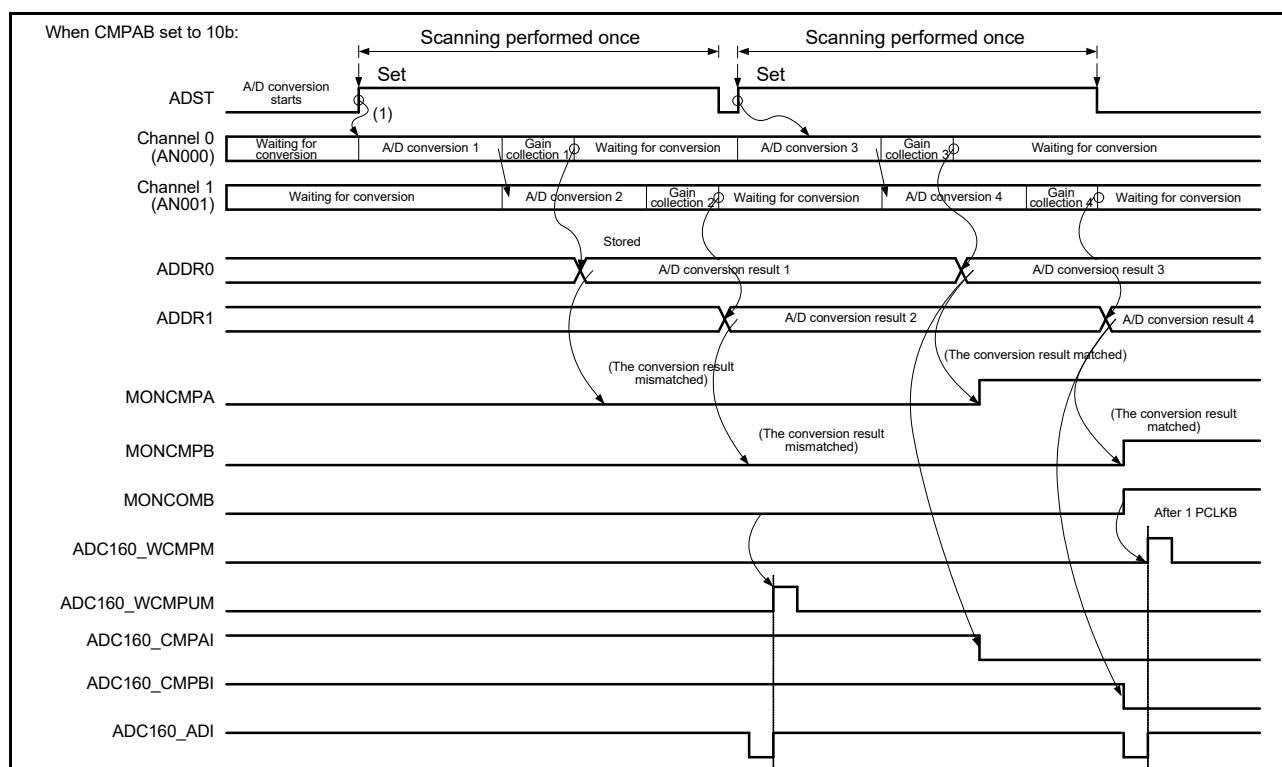 When CMPAB set to 10b:
Scanning performed once
Scanning performed once
Set
Set
A/D conversion
starts
ADST
(1)
Channel 0
(AN000)
Waiting for
conversion
A/D conversion 1
Gain
collection 1
Waiting for conversion
A/D conversion 3
Gain
collection 3
Waiting for conversion
Channel 1
(AN001)
Waiting for conversion
A/D conversion 2
Gain
collection 2
Waiting for conversion
A/D conversion 4
Gain
collection 4
Waiting for conversion
Stored
ADDR0
A/D conversion result 1
A/D conversion result 3
ADDR1
A/D conversion result 2
A/D conversion result 4
(The conversion result
mismatched)
(The conversion result matched)
MONCMPA
(The conversion result
mismatched)
(The conversion result
matched)
MONCMPB
MONCOMB
After 1 PCLKB
ADC160_WCMPM
ADC160_WCMPUM
ADC160_CMPAI
ADC160_CMPBI
ADC160_ADI